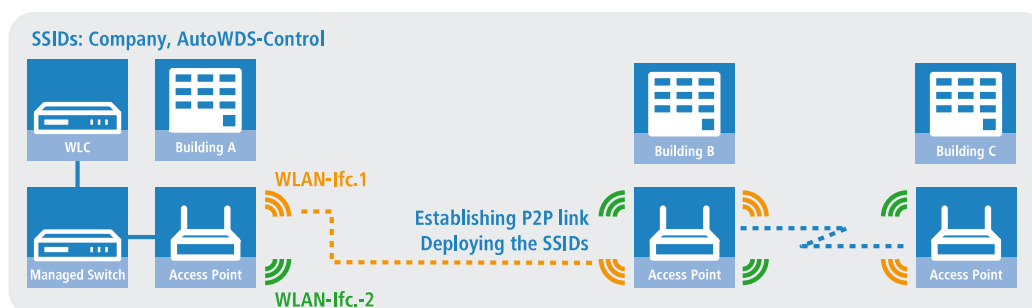 SSIDs: Company, AutoWDS-Control
WLC
Building A
Building B
Building C
WLAN-Ifc.1
Establishing P2P link
Deploying the SSIDs
Managed Switch
Access Point
Access Point
Access Point
WLAN-Ifc.-2